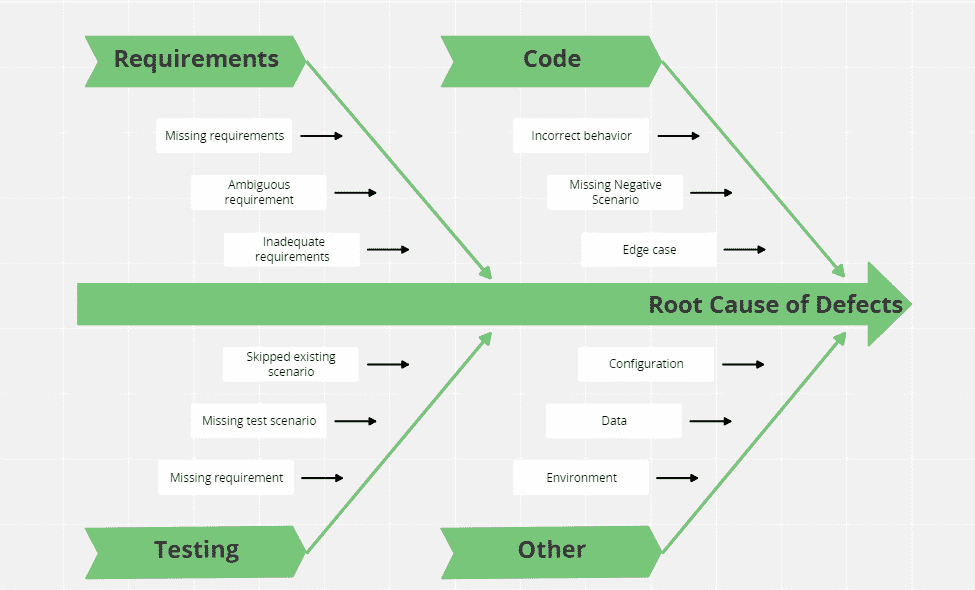 Requirements
Code
Missing requirements
Incorrect behavior
Ambiguous
requirement
Missing Negative
Scenario
Inadequate
requirements
Edge case
Root Cause of Defects
Skipped existing
scenario
Configuration
Missing test scenario
Data
Missing requirement
Environment
Testing
Other